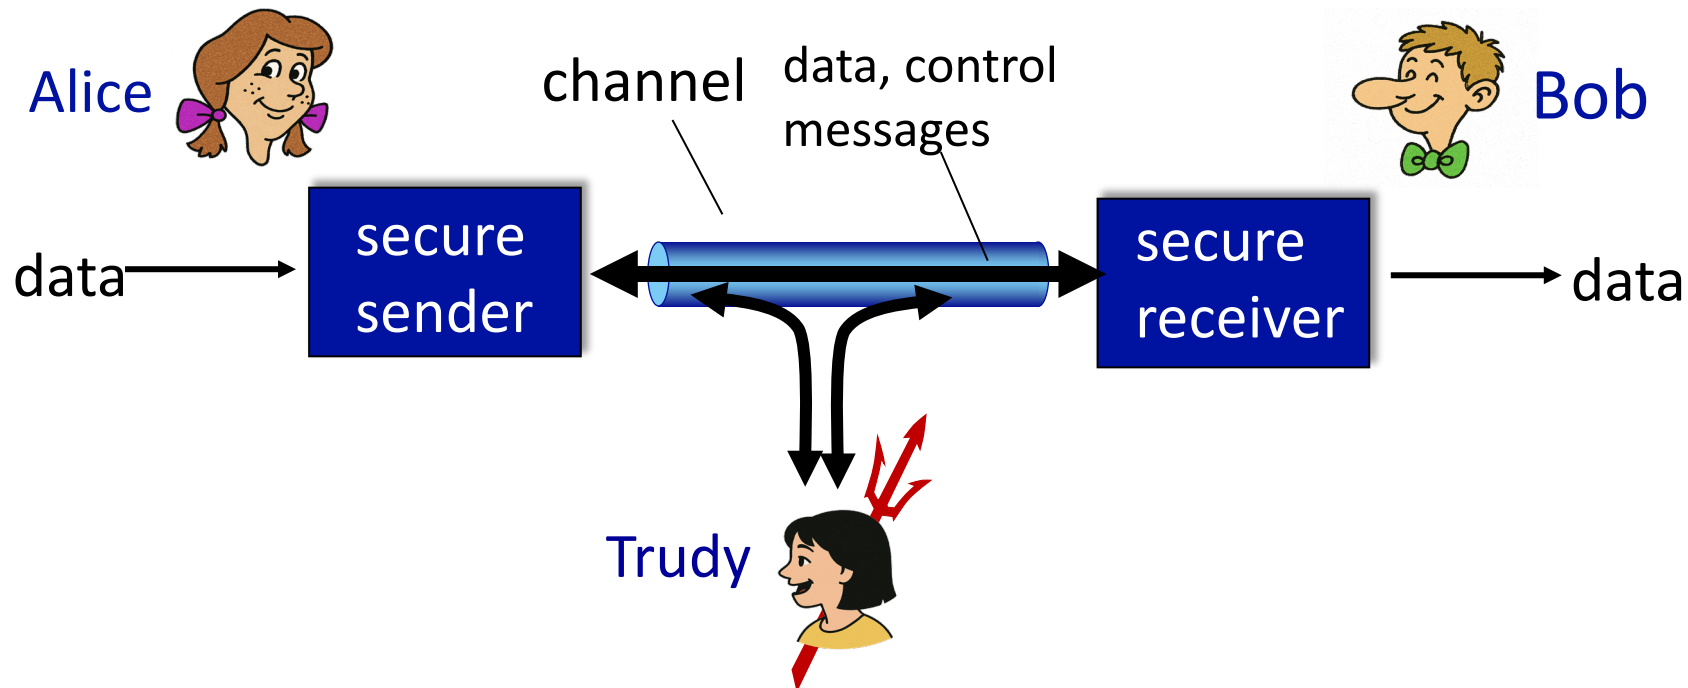 Alice
channel
data, control
messages
Bob
data
secure
sender
secure
receiver
data
Trudy